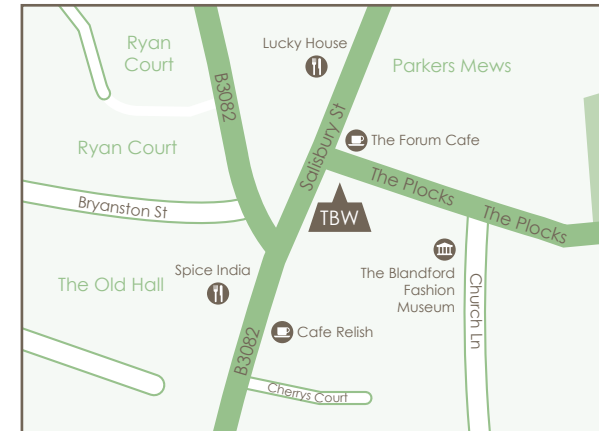 Ryan
Court
Lucky House
Parkers Mews
B3082
Salisbury St
The Forum Cafe
Ryan Court
The Plocks
The Plocks
Bryanston St
TBW
The Old Hall
Spice India
The Blandford
Fashion
Museum
Church Ln
Cafe Relish
B3082
Cherrys Court